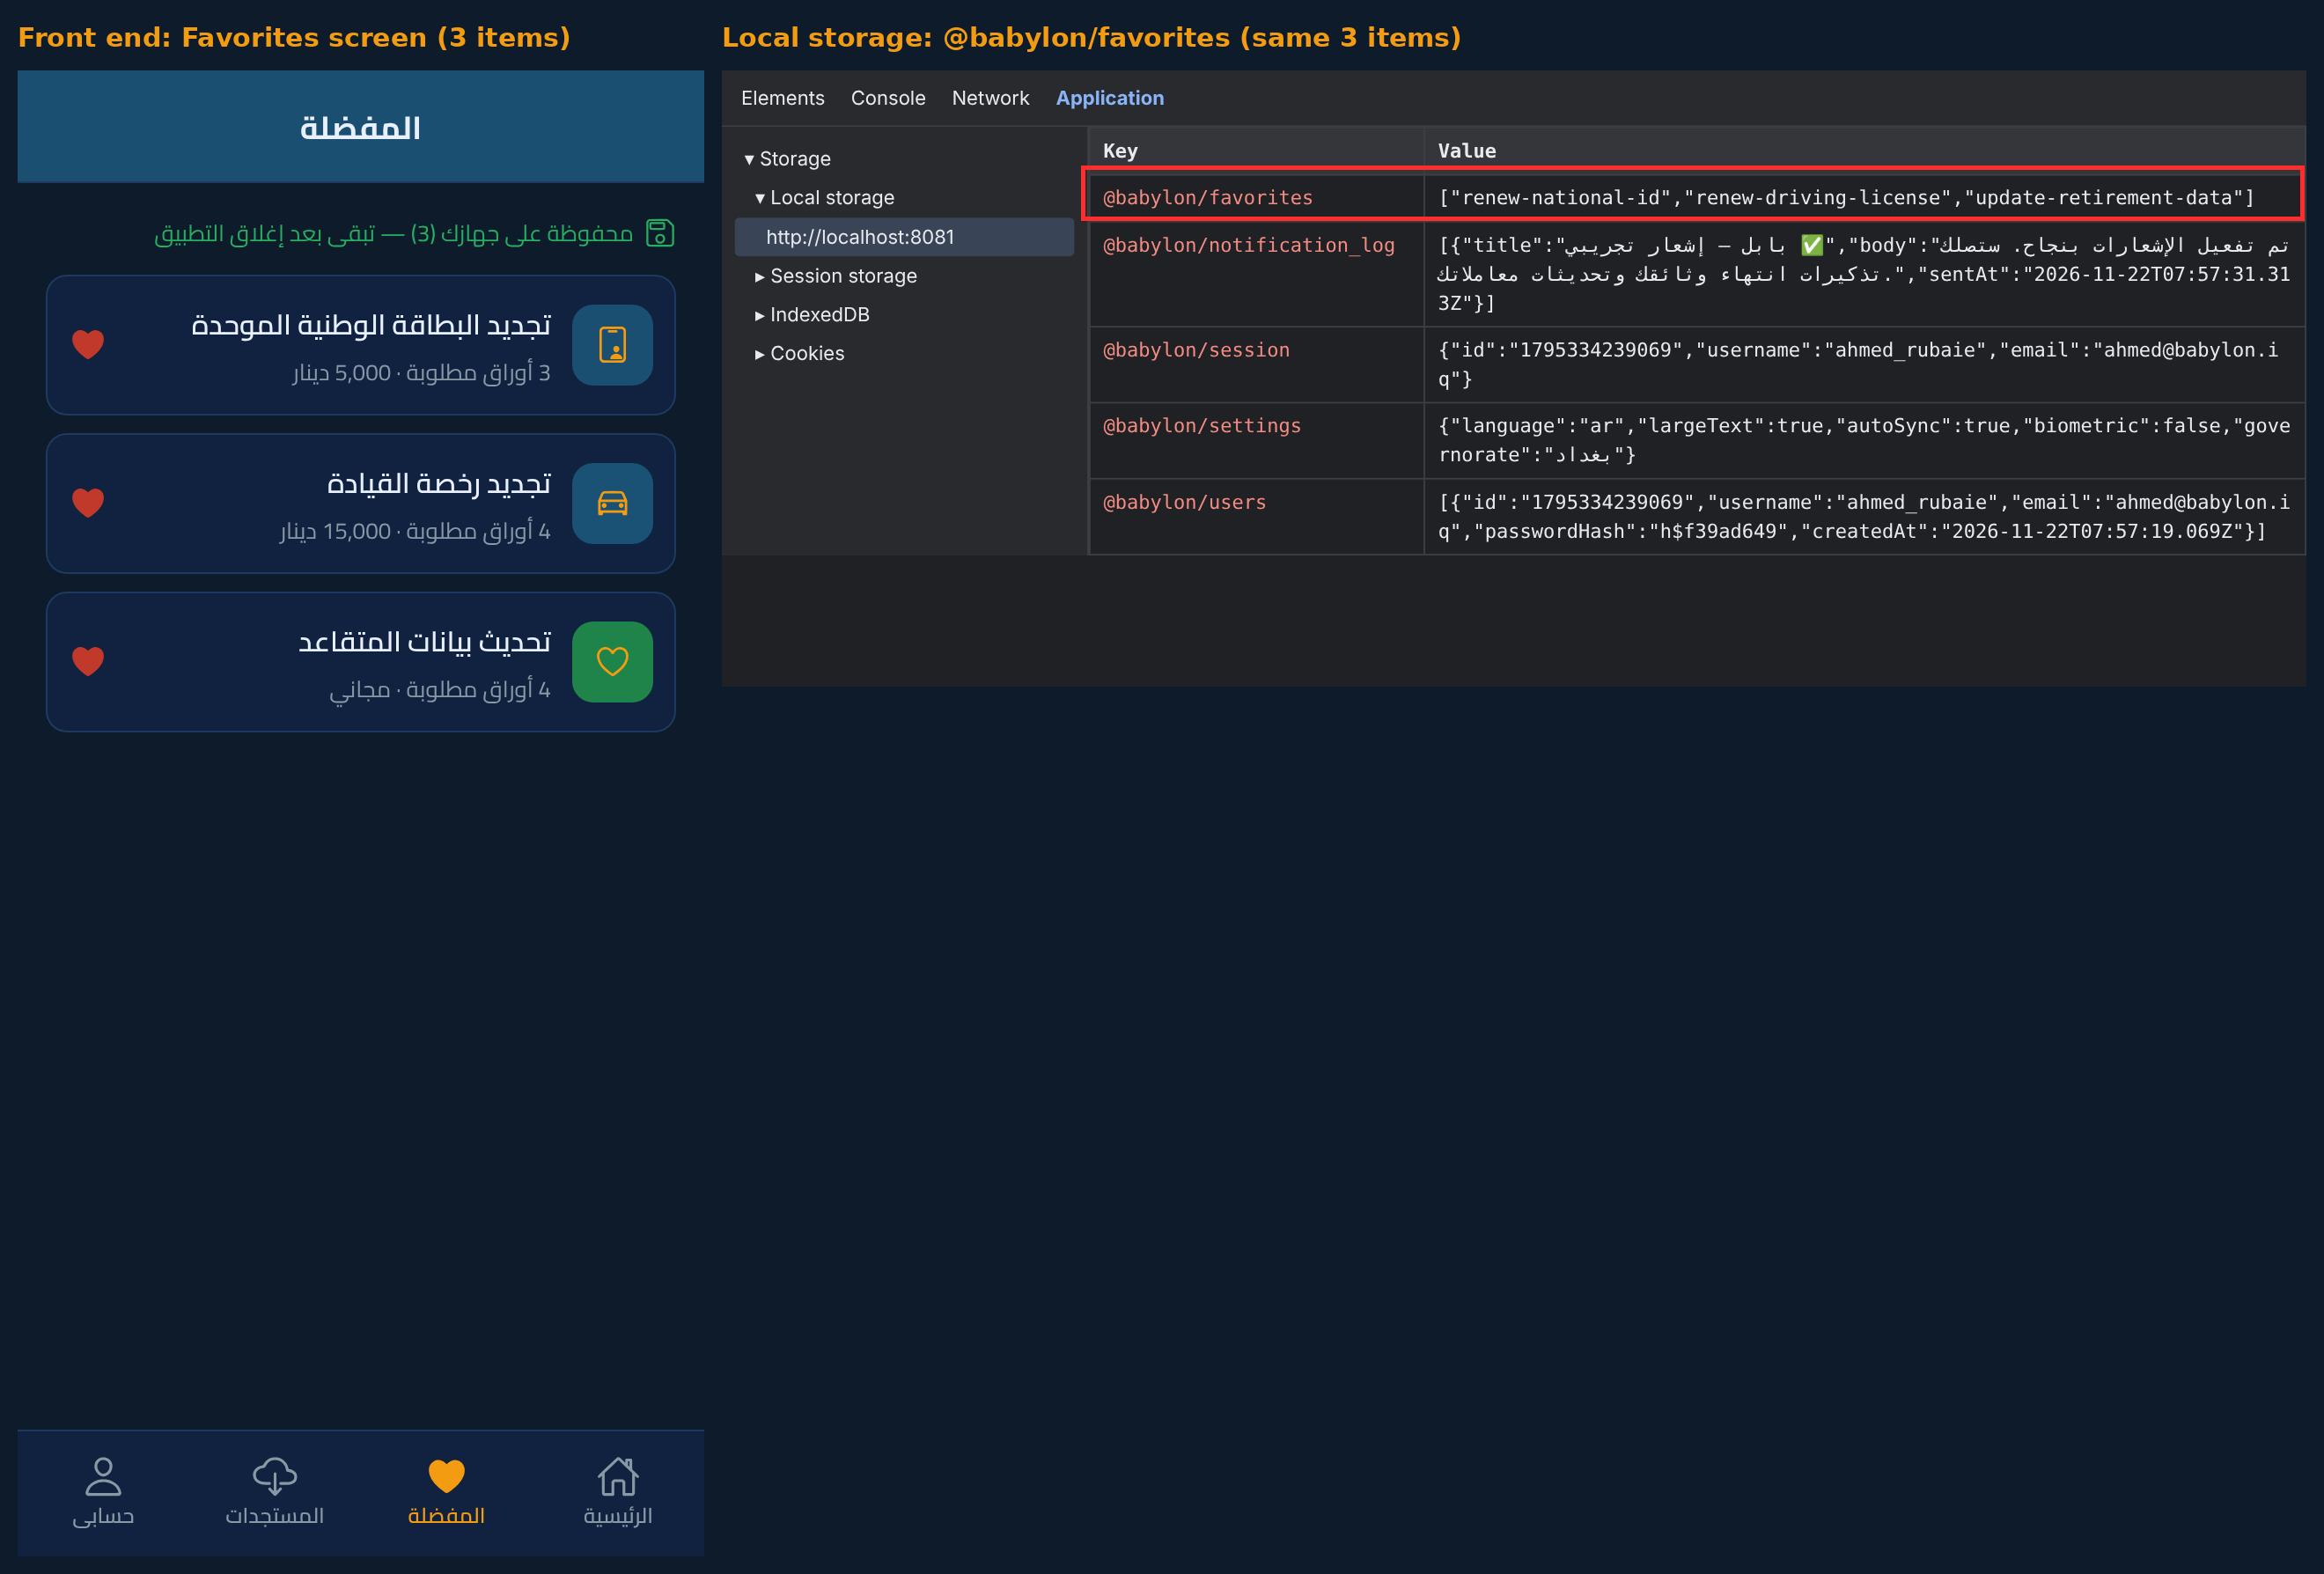 Front end: Favorites screen (3 items)
المفضلة
محفوظة على جهازك (3) — تبقى بعد إغلاق التطبيق
تجديد البطاقة الوطنية الموحدة
3 أوراق مطلوبة · 5,000 دينار
تجديد رخصة القيادة
4 أوراق مطلوبة · 15,000 دينار
تحديث بيانات المتقاعد
4 أوراق مطلوبة · مجاني
الرئيسية
المفضلة
المستجدات
حسابي
Local storage: @babylon/favorites (same 3 items)
Elements Console Network Application
▾ Storage
▾ Local storage
http://localhost:8081
▸ Session storage
▸ IndexedDB
▸ Cookies
Key Value
@babylon/favorites ["renew-national-id","renew-driving-license","update-retirement-data"]
@babylon/notification_log [{"title":"بابل — إشعار تجريبي ✅","body":"تم تفعيل الإشعارات بنجاح. ستصلك
تذكيرات انتهاء وثائقك وتحديثات معاملاتك.","sentAt":"2026-11-22T07:57:31.31
3Z"}]
@babylon/session {"id":"1795334239069","username":"ahmed_rubaie","email":"ahmed@babylon.i
q"}
@babylon/settings {"language":"ar","largeText":true,"autoSync":true,"biometric":false,"gove
rnorate":"بغداد"}
@babylon/users [{"id":"1795334239069","username":"ahmed_rubaie","email":"ahmed@babylon.i
q","passwordHash":"h$f39ad649","createdAt":"2026-11-22T07:57:19.069Z"}]